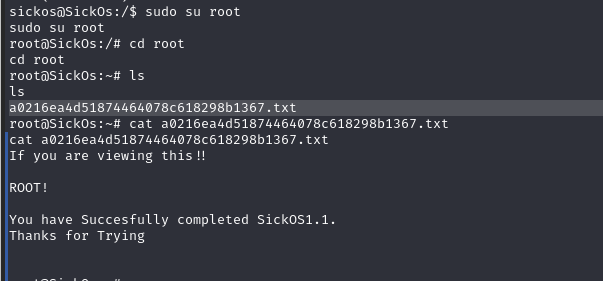 sickos@SickOs:/$ sudo su root
sudo su root
root@SickOs:/# cd root
cd root
root@SickOs:~# ls
ls
a0216ea4d51874464078c618298b1367.txt
root@SickOs:~# cat a0216ea4d51874464078c618298b1367.txt
cat a0216ea4d51874464078c618298b1367.txt
If you are viewing this!!
ROOT!
You have Succesfully completed SickOS1.1.
Thanks for Trying